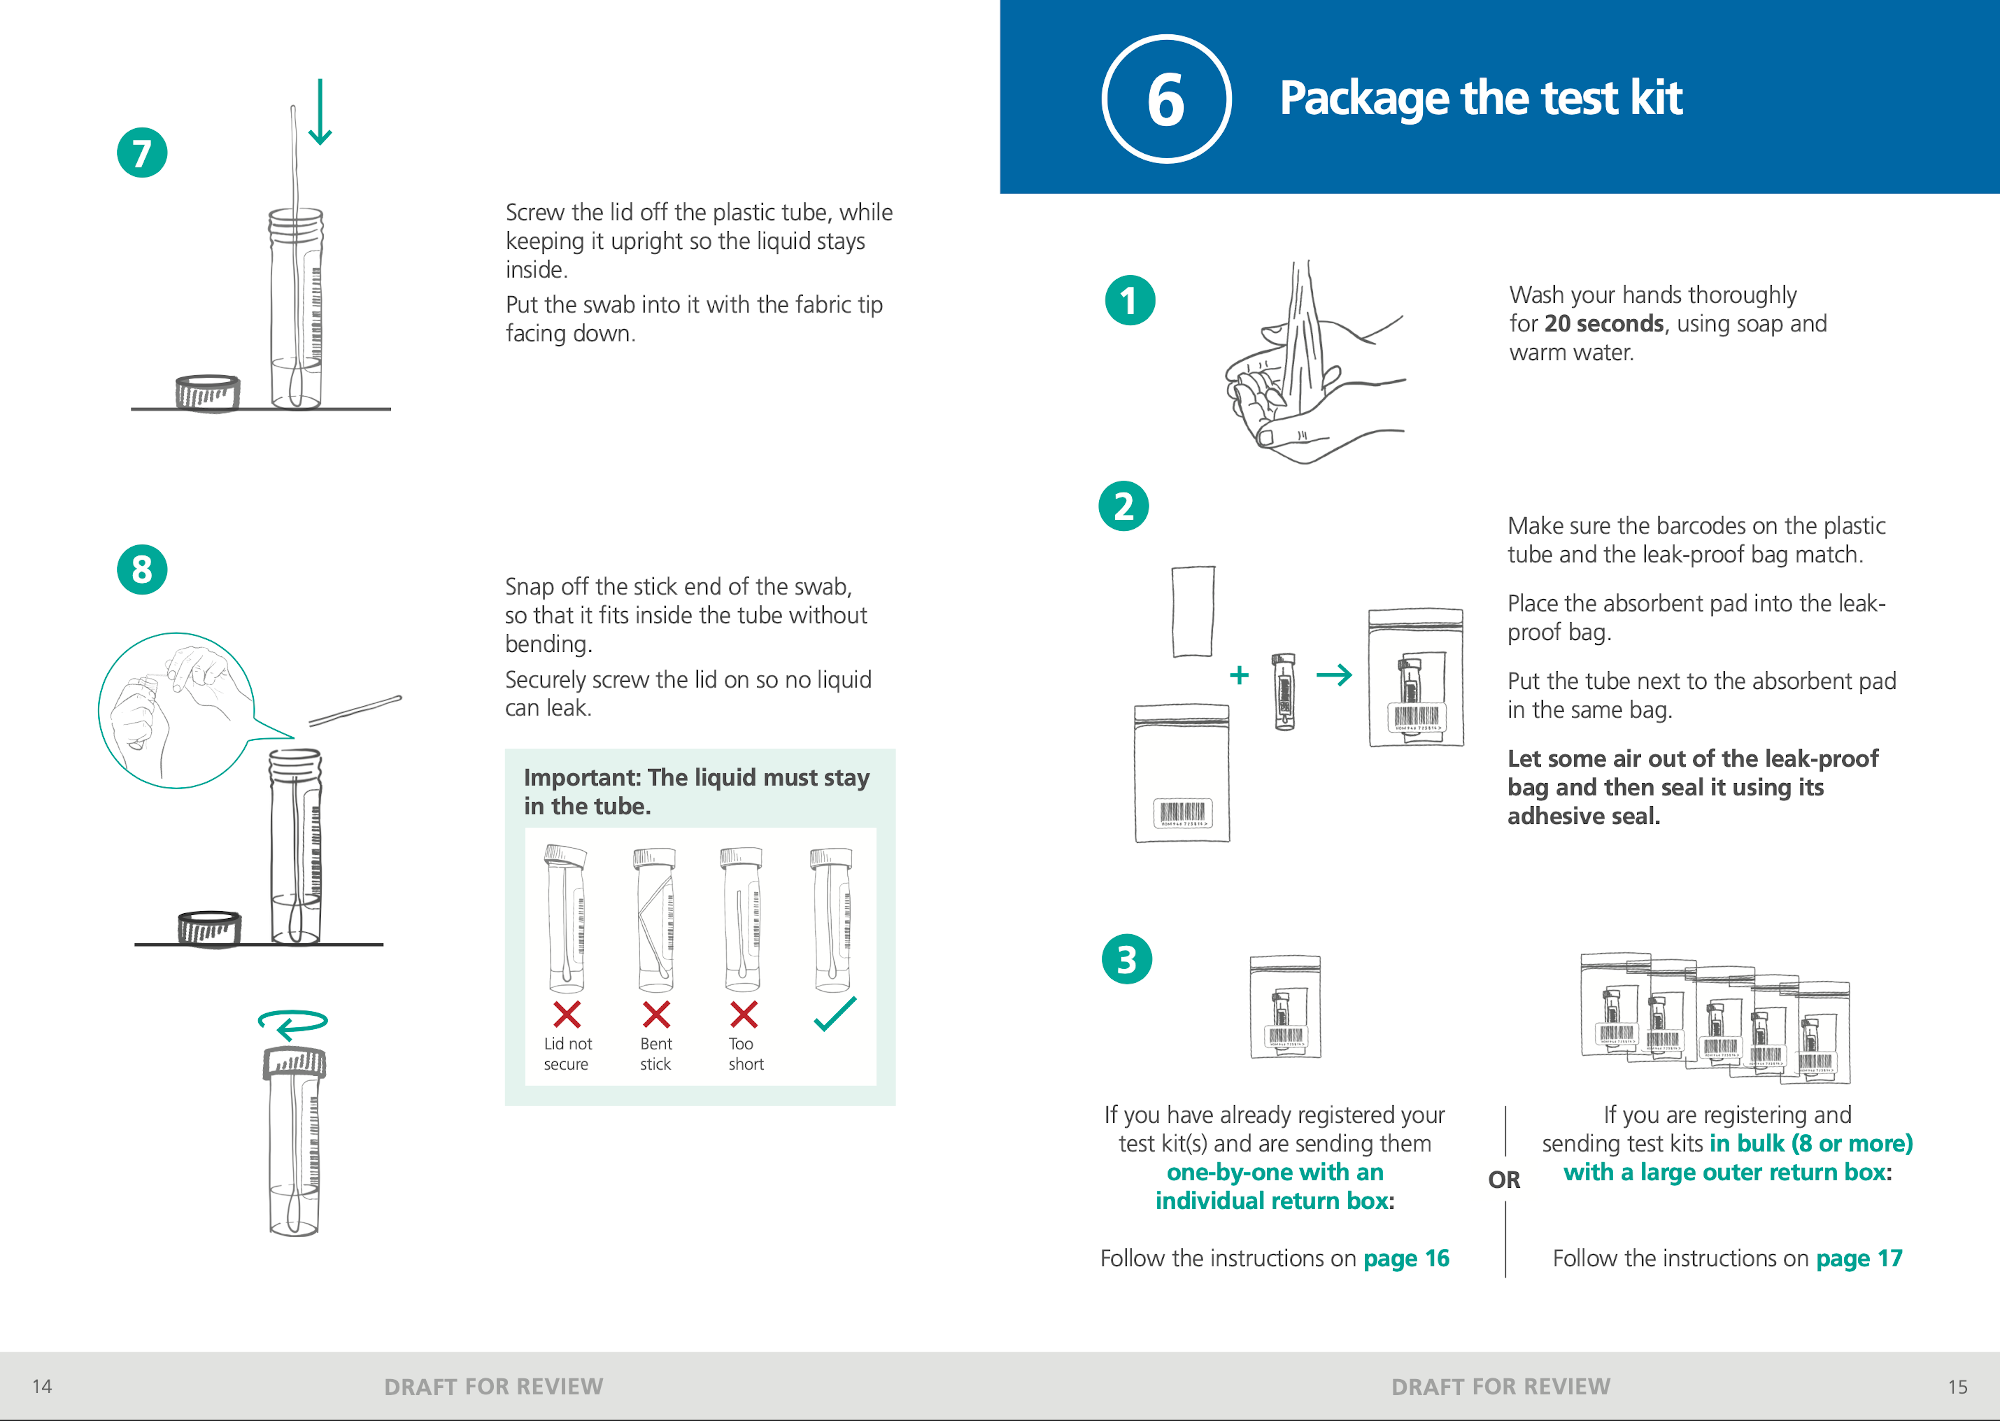 7
Screw the lid off the plastic tube, while
keeping it upright so the liquid stays
inside.
Put the swab into it with the fabric tip
facing down.
8
Snap off the stick end of the swab,
so that it fits inside the tube without
bending.
Securely screw the lid on so no liquid
can leak.
Important: The liquid must stay
in the tube.
Lid not
secure
Bent
stick
Too
short
14
DRAFT FOR REVIEW
6
Package the test kit
1
Wash your hands thoroughly
for 20 seconds, using soap and
warm water.
2
Make sure the barcodes on the plastic
tube and the leak-proof bag match.
Place the absorbent pad into the leak-
proof bag.
Put the tube next to the absorbent pad
in the same bag.
Let some air out of the leak-proof
bag and then seal it using its
adhesive seal.
+
3
If you have already registered your
test kit(s) and are sending them
one-by-one with an
individual return box:
Follow the instructions on page 16
OR
If you are registering and
sending test kits in bulk (8 or more)
with a large outer return box:
Follow the instructions on page 17
DRAFT FOR REVIEW
15